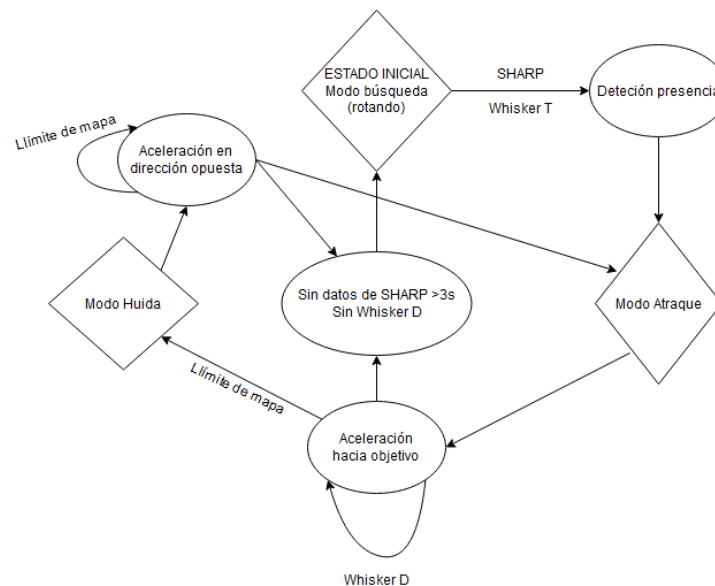 ESTADO INICIAL
Modo búsqueda
(rotando)
SHARP
Whisker T
Deteción presencia
Llímite de mapa
Aceleración en
dirección opuesta
Modo Huida
Sin datos de SHARP >3s
Sin Whisker D
Modo Atraque
Llímite de mapa
Aceleración
hacia objetivo
Whisker D